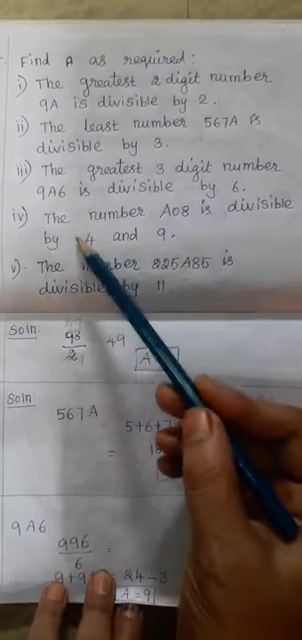 Find A as required:
i) The greatest 2 digit number
9A is divisible by 2.
ii) The least number 567A is
divisible by 3.
iii) The greatest 3 digit number
9A6 is divisible by 6.
iv) The number A08 is divisible
by 4 and 9.
v) The number 225A85 is
divisible by 11.
Soln:
98
2
49
A
Soln:
567A
5+6+7
=
18
9A6
996
6
=
9+9 = 24÷3
A=9